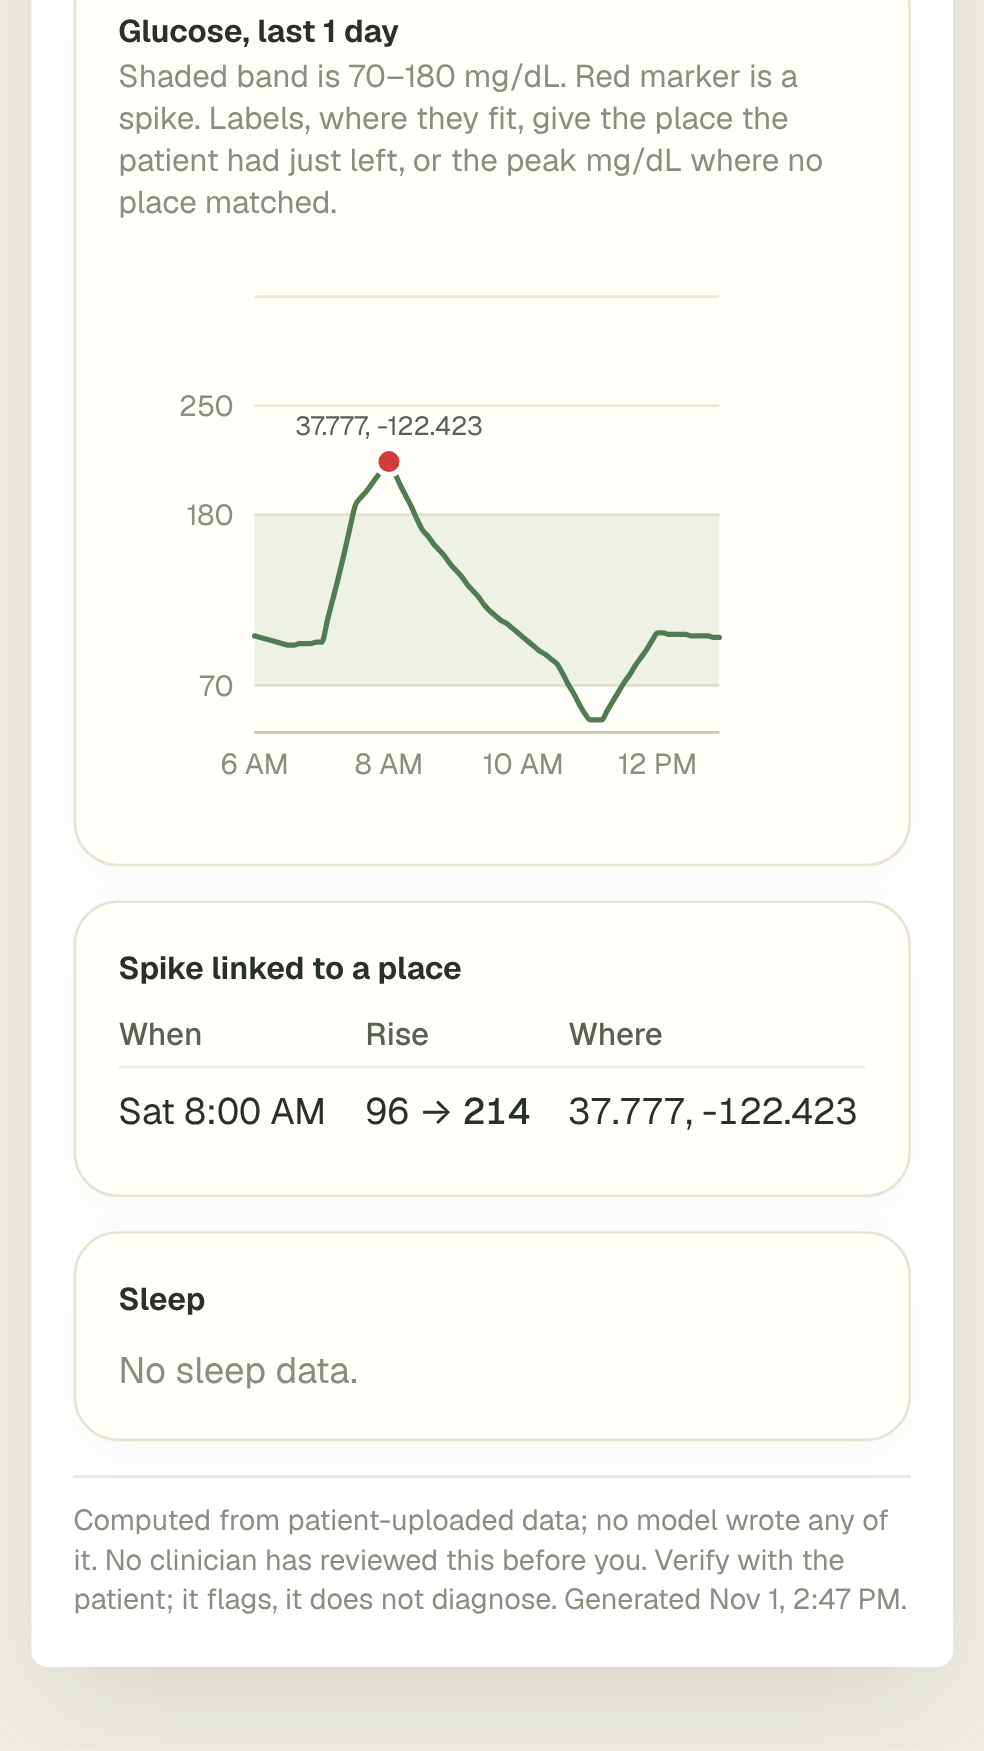 Glucose, last 1 day
Shaded band is 70–180 mg/dL. Red marker is a
spike. Labels, where they fit, give the place the
patient had just left, or the peak mg/dL where no
place matched.
250
37.777, -122.423
180
70
6 AM 8 AM 10 AM 12 PM
Spike linked to a place
When Rise Where
Sat 8:00 AM 96 → 214 37.777, -122.423
Sleep
No sleep data.
Computed from patient-uploaded data; no model wrote any of
it. No clinician has reviewed this before you. Verify with the
patient; it flags, it does not diagnose. Generated Nov 1, 2:47 PM.